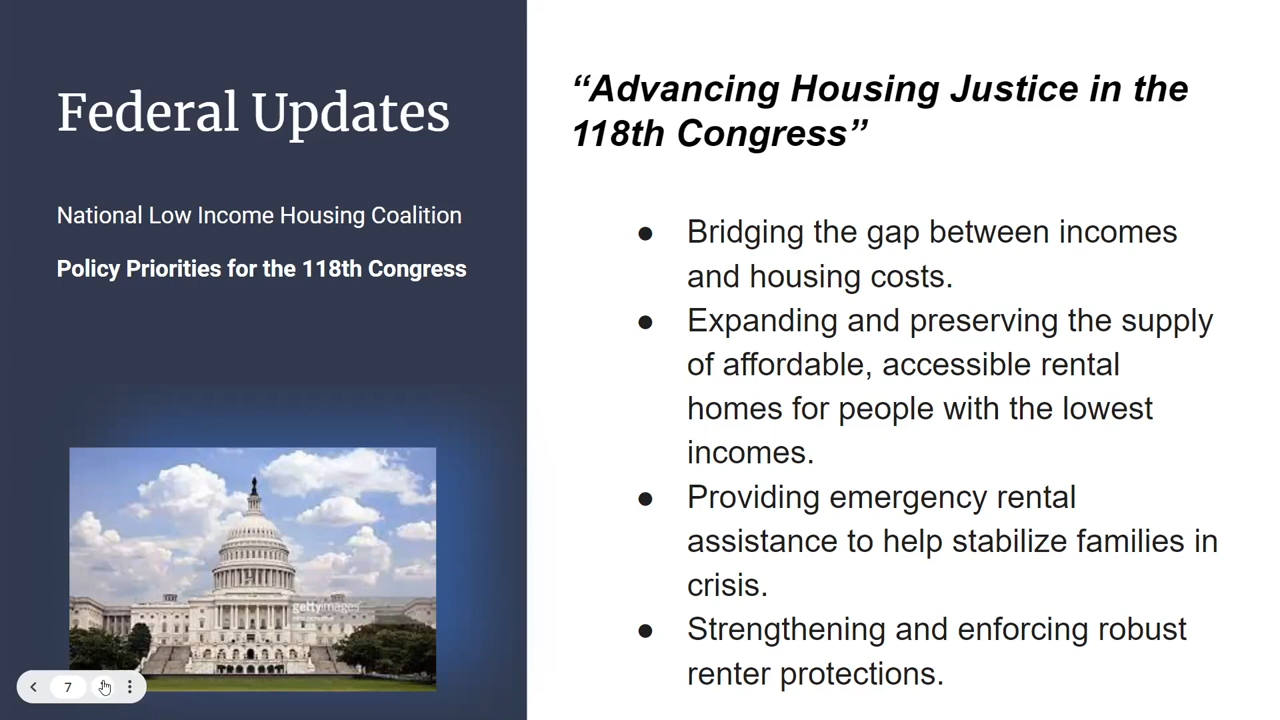 Federal Updates
National Low Income Housing Coalition
Policy Priorities for the 118th Congress
gettyimages
7
“Advancing Housing Justice in the
118th Congress”
● Bridging the gap between incomes
and housing costs.
● Expanding and preserving the supply
of affordable, accessible rental
homes for people with the lowest
incomes.
● Providing emergency rental
assistance to help stabilize families in
crisis.
● Strengthening and enforcing robust
renter protections.